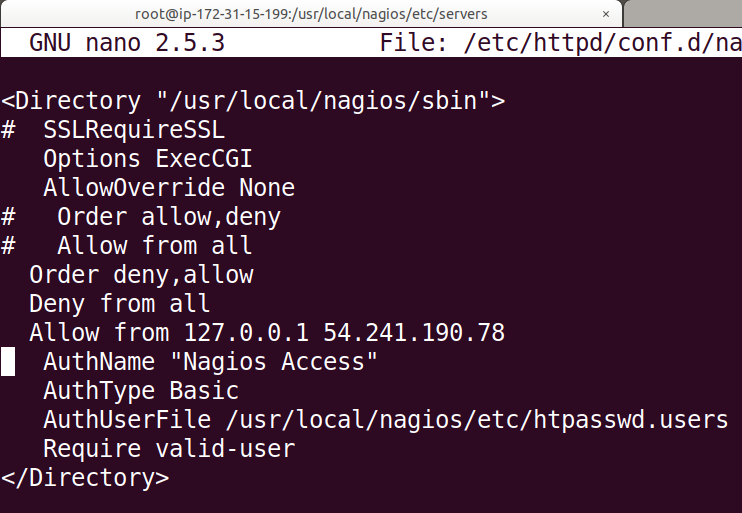 root@ip-172-31-15-199:/usr/local/nagios/etc/servers ×
GNU nano 2.5.3 File: /etc/httpd/conf.d/na
<Directory "/usr/local/nagios/sbin">
#  SSLRequireSSL
   Options ExecCGI
   AllowOverride None
#   Order allow,deny
#   Allow from all
  Order deny,allow
  Deny from all
  Allow from 127.0.0.1 54.241.190.78
   AuthName "Nagios Access"
   AuthType Basic
   AuthUserFile /usr/local/nagios/etc/htpasswd.users
   Require valid-user
</Directory>